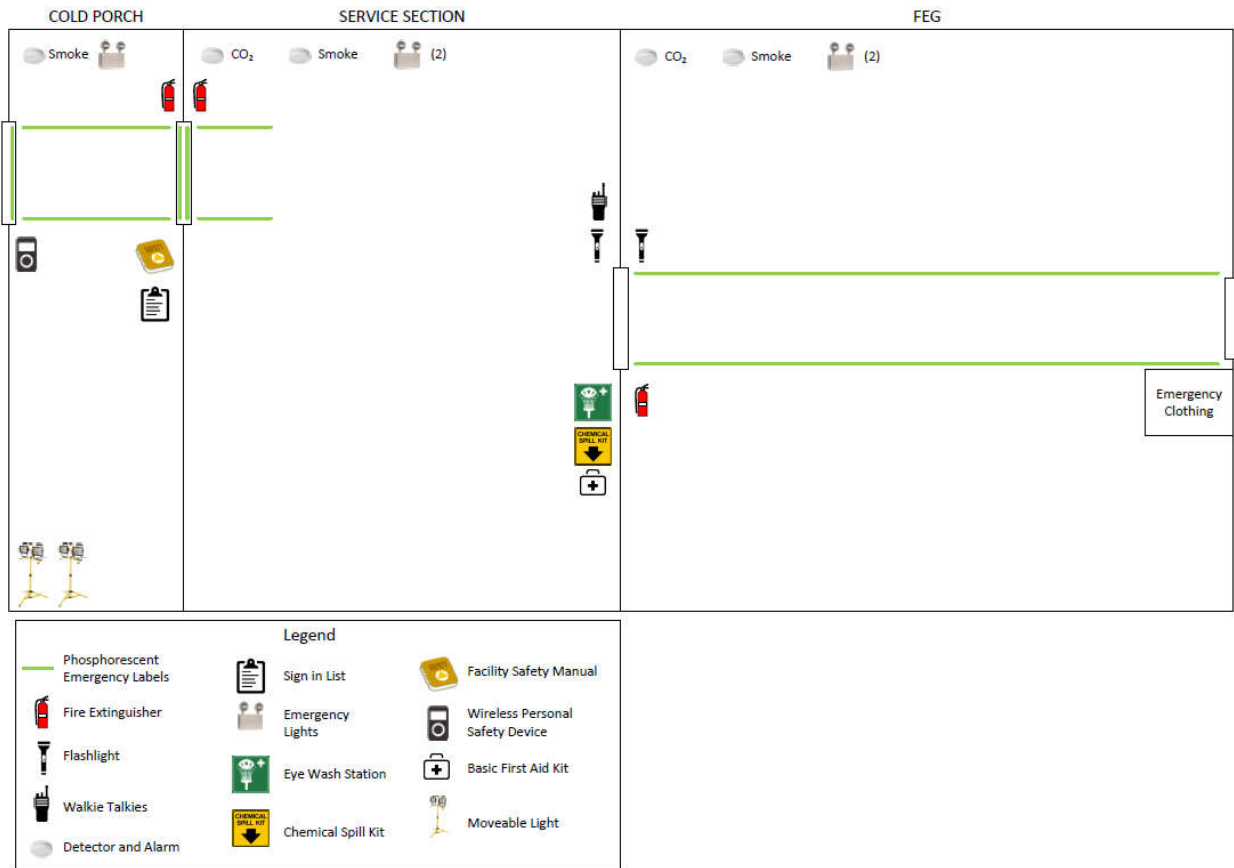 COLD PORCH
SERVICE SECTION
FEG
Smoke
CO₂
Smoke
(2)
CO₂
Smoke
(2)
Emergency
Clothing
CHEMICAL
SPILL KIT
Legend
Phosphorescent
Emergency Labels
Fire Extinguisher
Flashlight
Walkie Talkies
Detector and Alarm
Sign in List
Emergency
Lights
Eye Wash Station
CHEMICAL
SPILL KIT
Chemical Spill Kit
Facility Safety Manual
Wireless Personal
Safety Device
Basic First Aid Kit
Moveable Light